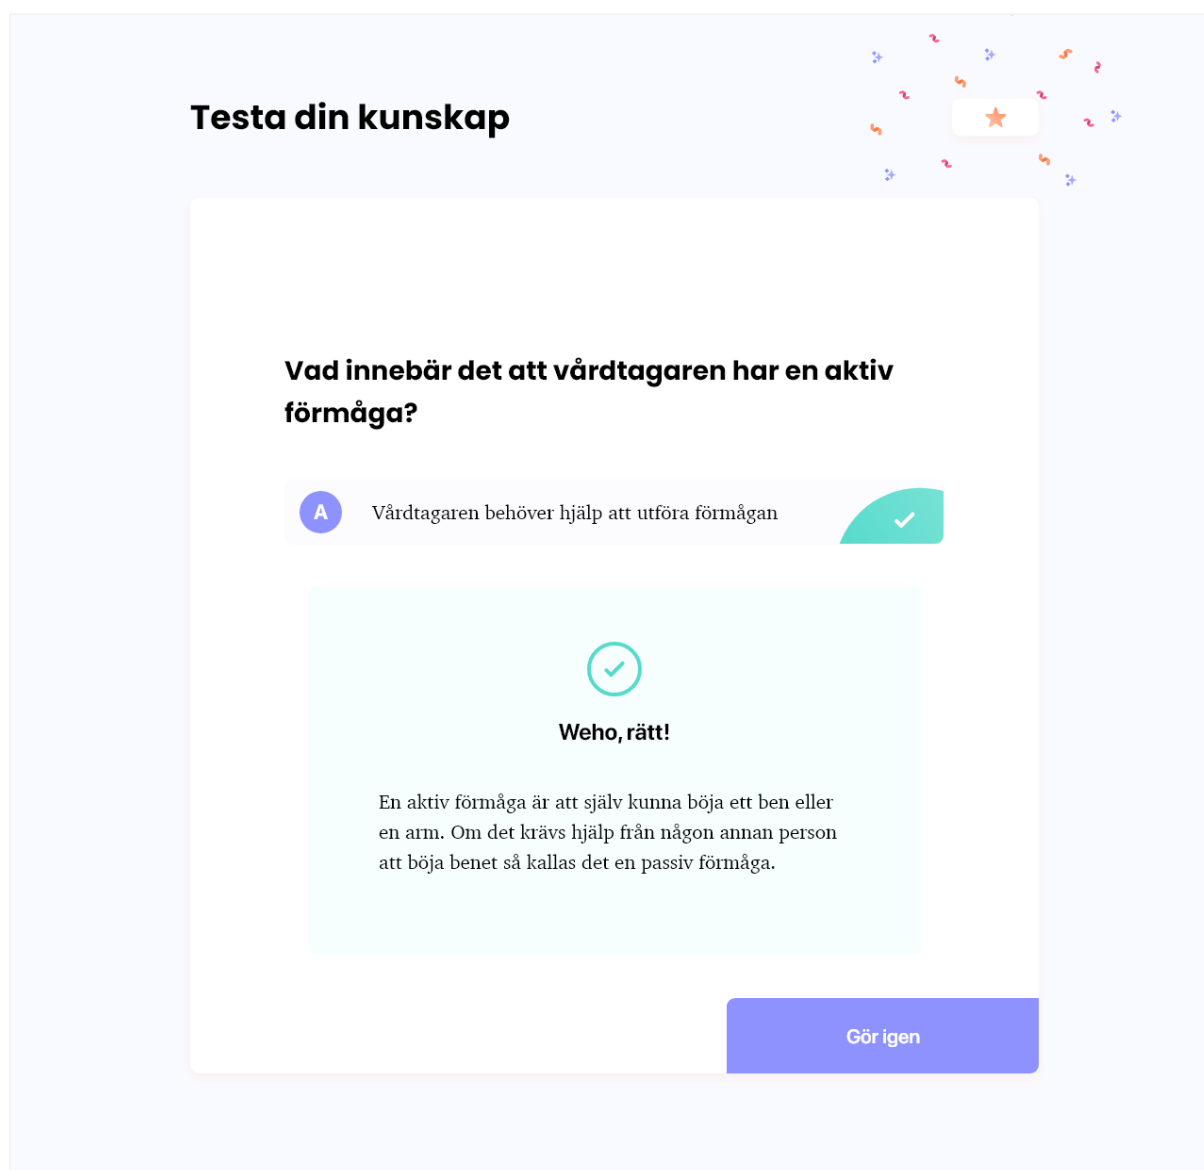 Testa din kunskap
Vad innebär det att vårdtagaren har en aktiv
förmåga?
A Vårdtagaren behöver hjälp att utföra förmågan
Weho, rätt!
En aktiv förmåga är att själv kunna böja ett ben eller
en arm. Om det krävs hjälp från någon annan person
att böja benet så kallas det en passiv förmåga.
Gör igen